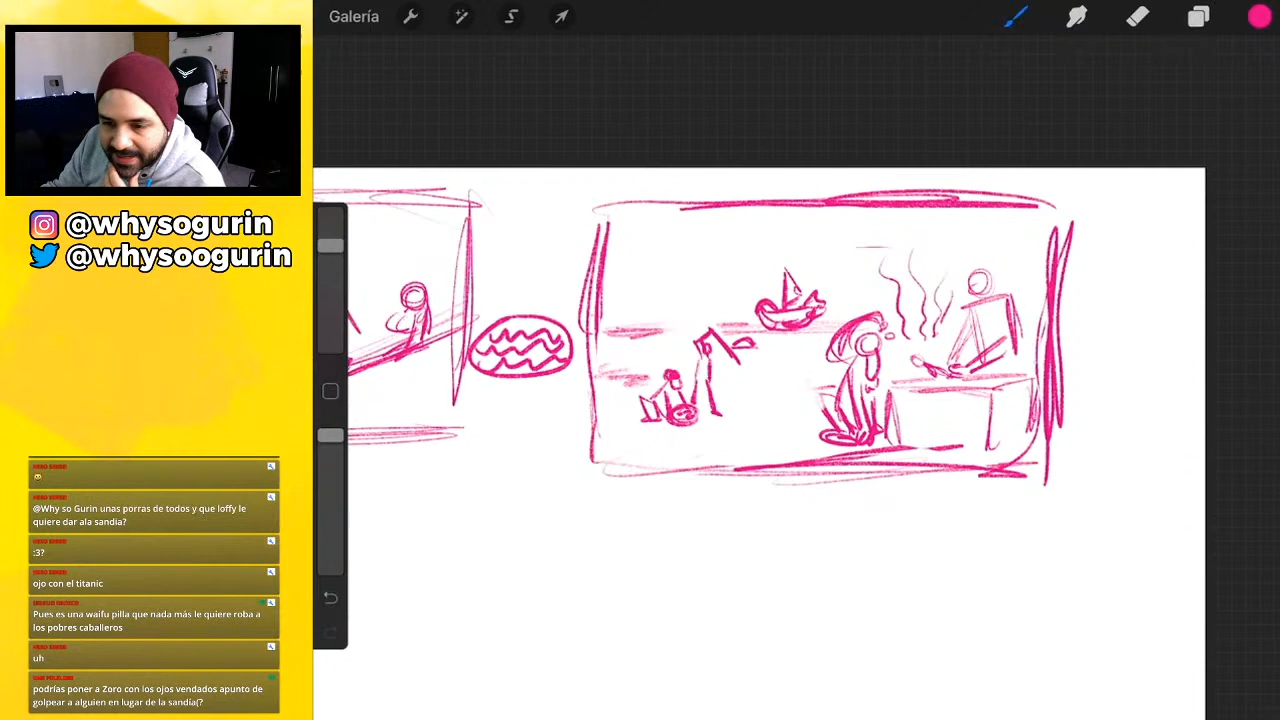 Galería
@whysogurin
@whysoogurin
@Why so Gurin unas porras de todos y que loffy le
quiere dar ala sandia?
:3?
ojo con el titanic
Pues es una waifu pilla que nada más le quiere roba a
los pobres caballeros
uh
podrías poner a Zoro con los ojos vendados apunto de
golpear a alguien en lugar de la sandía(?